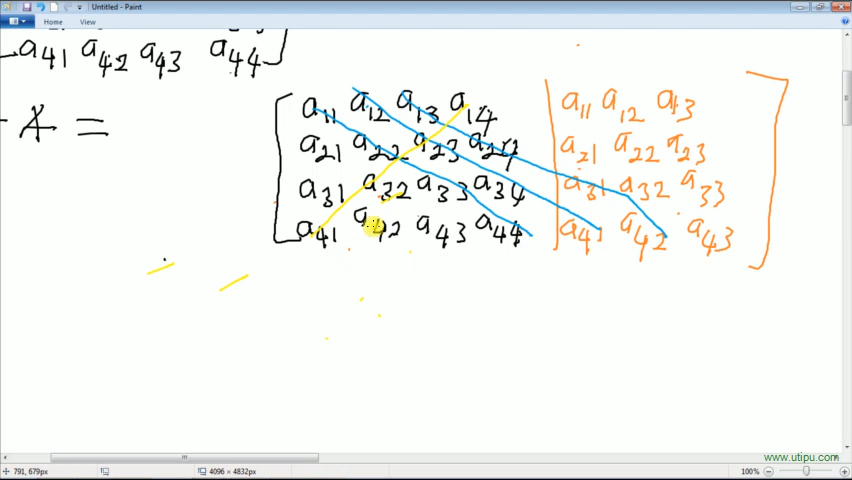 Untitled - Paint
Home View
a41 a42 a43 a44
A =
a11 a12 a13 a14 a11 a12 a13
a21 a22 a23 a24 a21 a22 a23
a31 a32 a33 a34 a31 a32 a33
a41 a42 a43 a44 a41 a42 a43
www.utipu.com
791, 679px 4096 × 4832px 100%